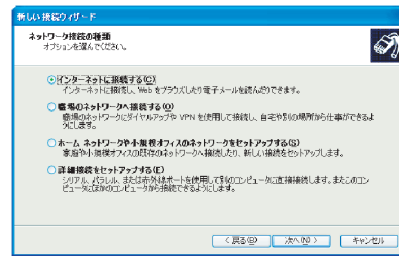 新しい接続ウィザード
ネットワーク接続の種類
オプションを選んでください。
インターネットに接続する(C)
インターネットに接続し、Web をブラウズしたり電子メールを読んだりできます。
職場のネットワークへ接続する(O)
職場のネットワークにダイヤルアップや VPN を使用して接続し、自宅や別の場所から仕事ができるよ
うにします。
ホーム ネットワークや小規模オフィスのネットワークをセットアップする(S)
家庭や小規模オフィスの既存のネットワークへ接続したり、新しい接続をセットアップします。
詳細接続をセットアップする(E)
シリアル、パラレル、または赤外線ポートを使用して別のコンピュータに直接接続します。またこのコン
ピュータにほかのコンピュータから接続できるようにします。
< 戻る(B)
次へ(N) >
キャンセル